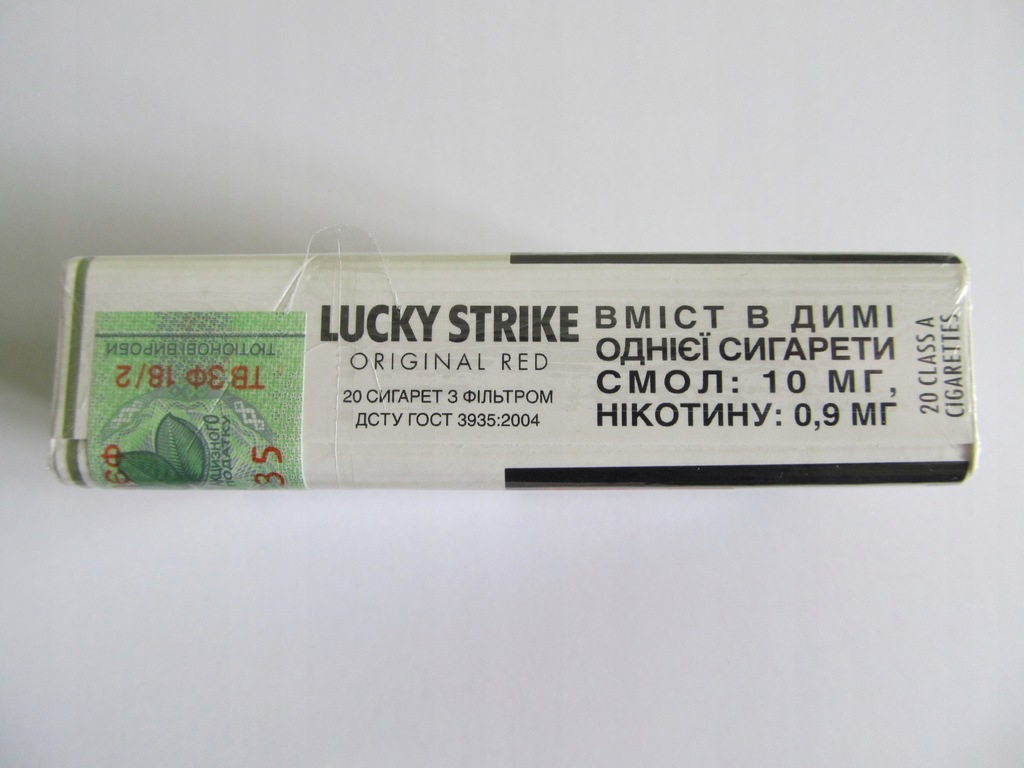 LUCKY STRIKE
ORIGINAL RED
20 СИГАРЕТ З ФІЛЬТРОМ
ДСТУ ГОСТ 3935:2004
ВМІСТ В ДИМІ
ОДНІЄЇ СИГАРЕТИ
СМОЛ: 10 МГ,
НІКОТИНУ: 0,9 МГ
20 CLASS A
CIGARETTES
ТЮТЮНОВІ ВИРОБИ
ТВЗФ 18/2